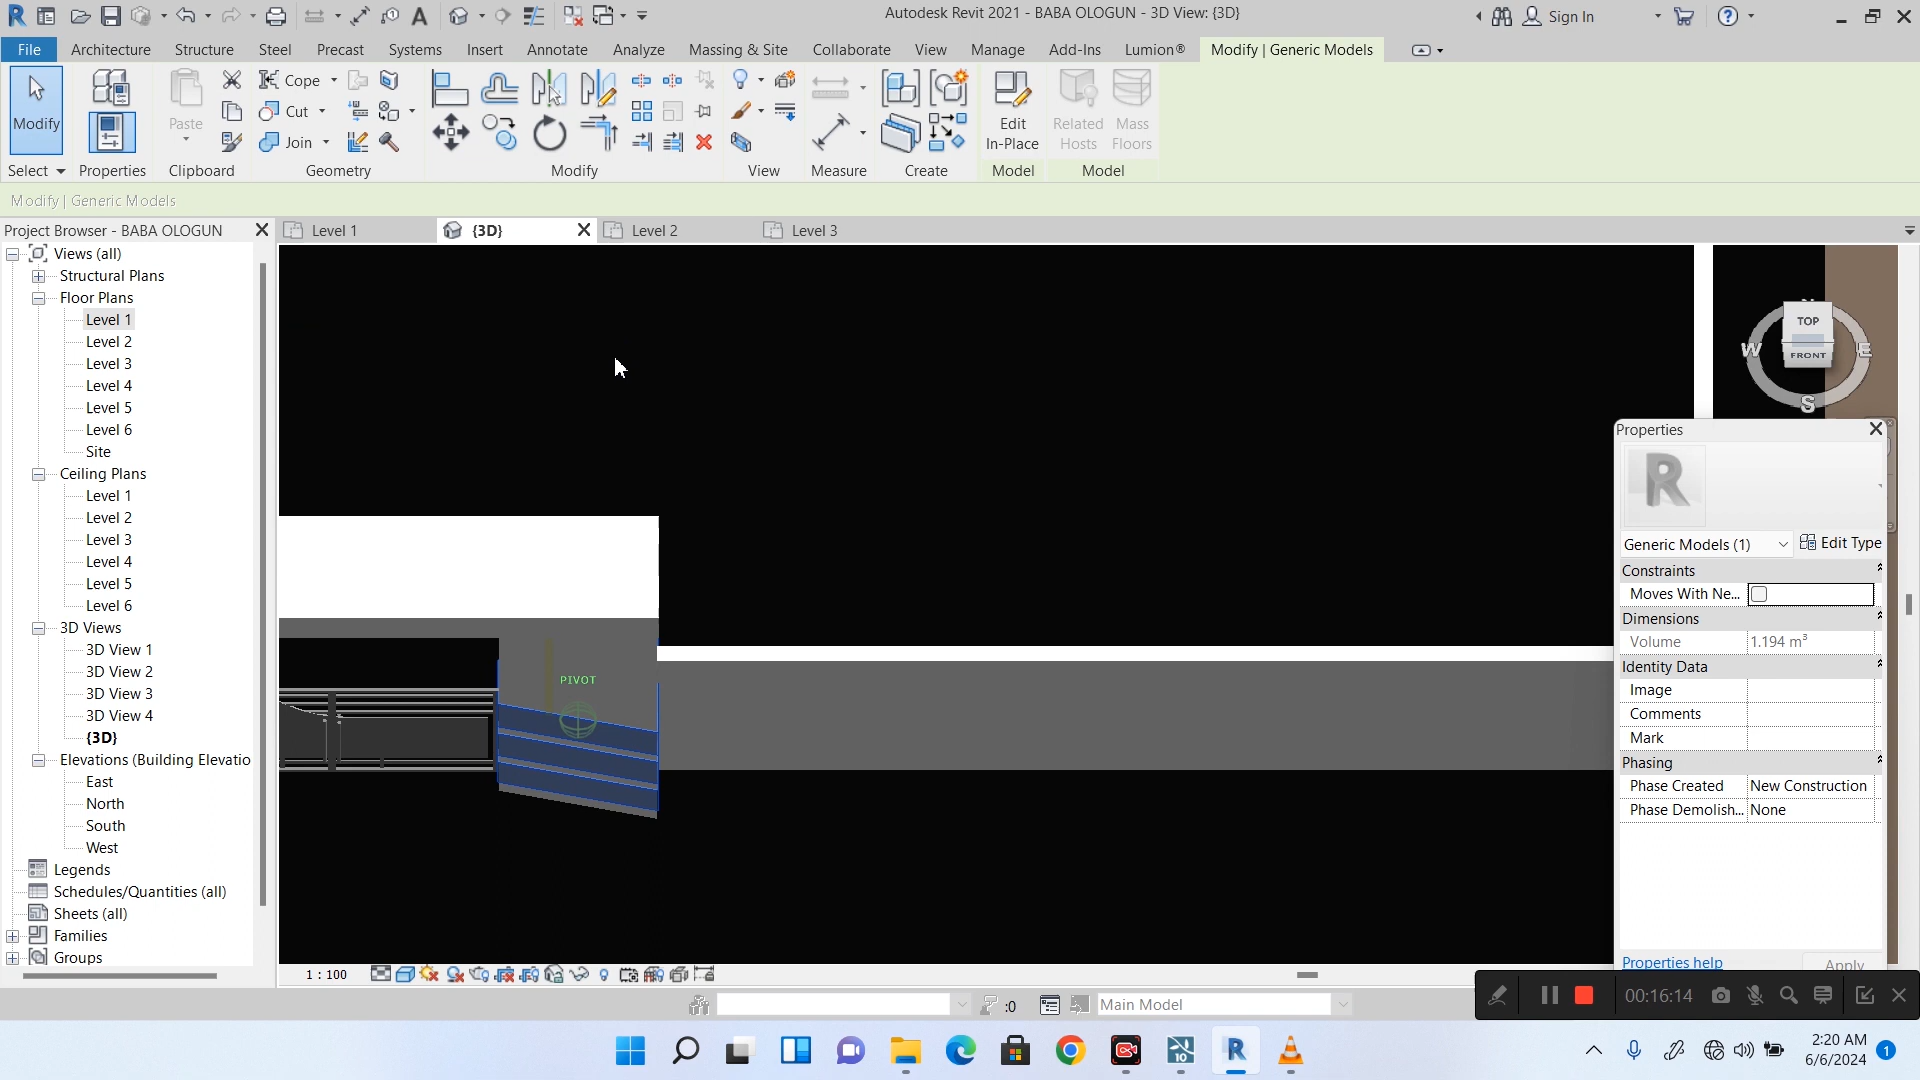 Autodesk Revit 2021 - BABA OLOGUN - 3D View: {3D}
Sign In
File Architecture Structure Steel Precast Systems Insert Annotate Analyze Massing & Site Collaborate View Manage Add-Ins Lumion® Modify | Generic Models
Modify
Paste
Cope
Cut
Join
Edit In-Place
Related Hosts
Mass Floors
Select Properties Clipboard Geometry Modify View Measure Create Model Model
Modify | Generic Models
Project Browser - BABA OLOGUN
Level 1 {3D} Level 2 Level 3
Views (all)
Structural Plans
Floor Plans
Level 1
Level 2
Level 3
Level 4
Level 5
Level 6
Site
Ceiling Plans
Level 1
Level 2
Level 3
Level 4
Level 5
Level 6
3D Views
3D View 1
3D View 2
3D View 3
3D View 4
{3D}
Elevations (Building Elevatio
East
North
South
West
Legends
Schedules/Quantities (all)
Sheets (all)
Families
Groups
PIVOT
TOP
FRONT
W
E
S
Properties
R
Generic Models (1) Edit Type
Constraints
Moves With Ne...
Dimensions
Volume 1.194 m³
Identity Data
Image
Comments
Mark
Phasing
Phase Created New Construction
Phase Demolish... None
Properties help Apply
1 : 100
:0
Main Model
00:16:14
10
R
2:20 AM
6/6/2024
1